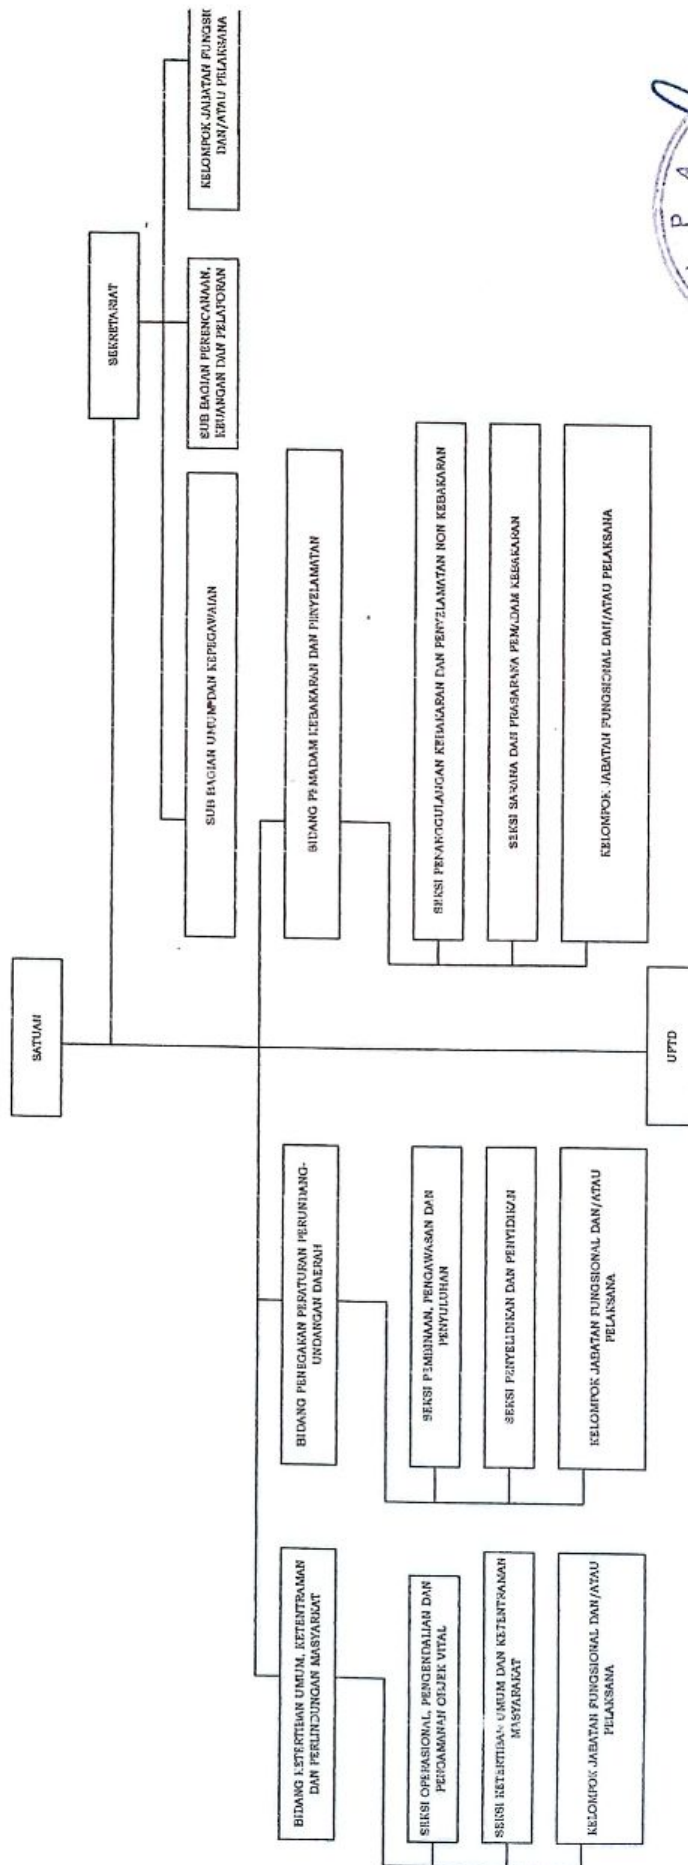 SATUAN
SEKRETARIAT
SUB BAGIAN UMUM DAN KEPEGAWAIAN
SUB BAGIAN PERENCANAAN,
KEUANGAN DAN PELAPORAN
KELOMPOK JABATAN FUNGSIO
DAN/ATAU PELAKSANA
BIDANG KETERTIBAN UMUM, KETENTRAMAN
DAN PERLINDUNGAN MASYARKAT
SEKSI OPERASIONAL, PENGENDALIAN DAN
PENGAMANAN OBJEK VITAL
SEKSI KETERTIBAN UMUM DAN KETENTRAMAN
MASYARAKAT
KELOMPOK JABATAN FUNGSIONAL DAN/ATAU
PELAKSANA
BIDANG PENEGAKAN PERATURAN PERUNDANG-
UNDANGAN DAERAH
SEKSI PEMBINAAN, PENGAWASAN DAN
PENYULUHAN
SEKSI PENYELIDIKAN DAN PENYIDIKAN
KELOMPOK JABATAN FUNGSIONAL DAN/ATAU
PELAKSANA
BIDANG PEMADAM KEBAKARAN DAN PENYELAMATAN
SEKSI PENANGGULANGAN KEBAKARAN DAN PENYELAMATAN NON KEBAKARAN
SEKSI SARANA DAN PRASARANA PEMADAM KEBAKARAN
KELOMPOK JABATAN FUNGSIONAL DAN/ATAU PELAKSANA
UPTD
P A